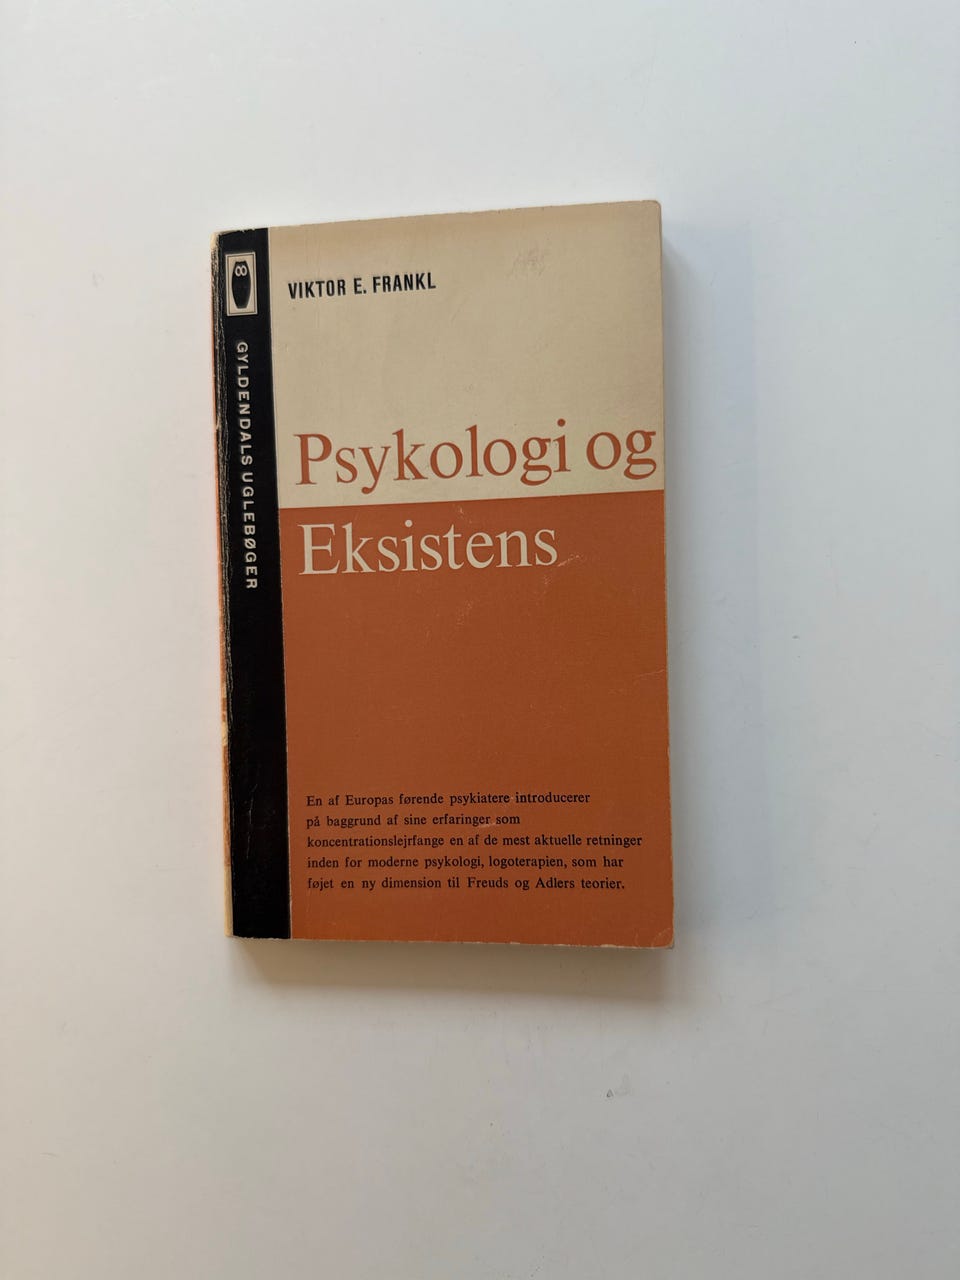 VIKTOR E. FRANKL
Psykologi og
Eksistens
En af Europas førende psykiatere introducerer
på baggrund af sine erfaringer som
koncentrationslejrfange en af de mest aktuelle retninger
inden for moderne psykologi, logoterapien, som har
føjet en ny dimension til Freuds og Adlers teorier.
GYLDENDALS UGLEBØGER